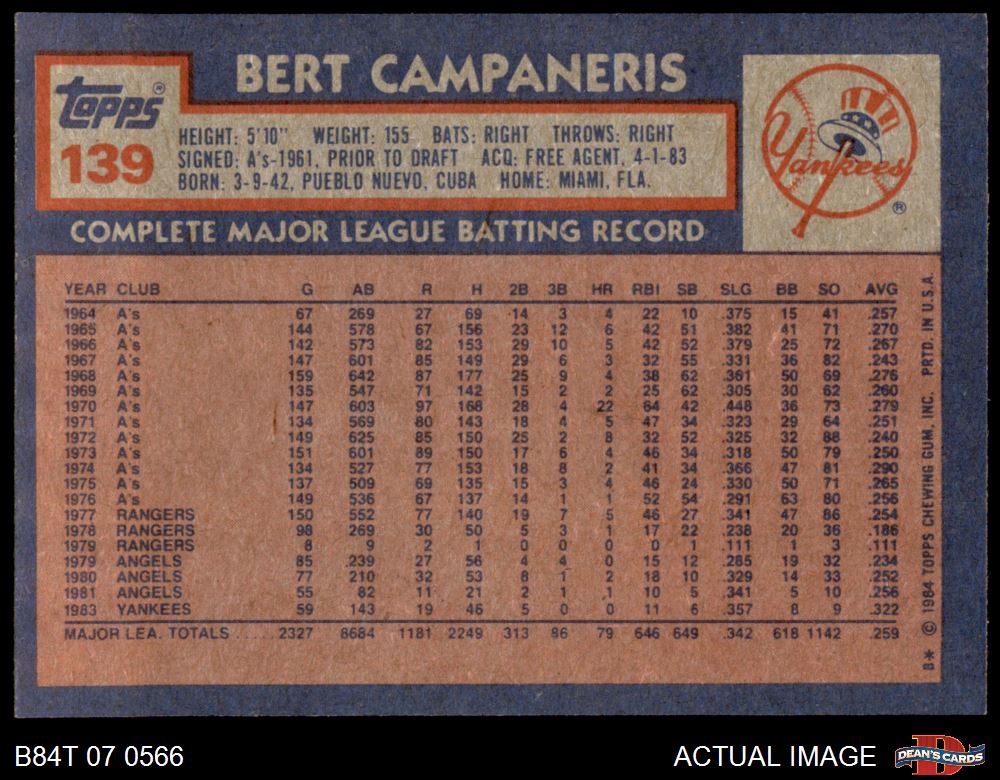 BERT CAMPANERIS
Topps®
139
HEIGHT: 5'10" WEIGHT: 155 BATS: RIGHT THROWS: RIGHT
SIGNED: A's-1961, PRIOR TO DRAFT ACQ: FREE AGENT, 4-1-83
BORN: 3-9-42, PUEBLO NUEVO, CUBA HOME: MIAMI, FLA.
Yankees
®
COMPLETE MAJOR LEAGUE BATTING RECORD
YEAR CLUB G AB R H 2B 3B HR RBI SB SLG BB SO AVG
1964 A's 67 269 27 69 14 3 4 22 10 .375 15 41 .257
1965 A's 144 578 67 156 23 12 6 42 51 .382 41 71 .270
1966 A's 142 573 82 153 29 10 5 42 52 .379 25 72 .267
1967 A's 147 601 85 149 29 6 3 32 55 .331 36 82 .243
1968 A's 159 642 87 177 25 9 4 38 62 .361 50 69 .276
1969 A's 135 547 71 142 15 2 2 25 62 .305 30 62 .260
1970 A's 147 603 97 168 28 4 22 64 42 .448 36 73 .279
1971 A's 134 569 80 143 18 4 5 47 34 .323 29 64 .251
1972 A's 149 625 85 150 25 2 8 32 52 .325 32 88 .240
1973 A's 151 601 89 150 17 6 4 46 34 .318 50 79 .250
1974 A's 134 527 77 153 18 8 2 41 34 .366 47 81 .290
1975 A's 137 509 69 135 15 3 4 46 24 .330 50 71 .265
1976 A's 149 536 67 137 14 1 1 52 54 .291 63 80 .256
1977 RANGERS 150 552 77 140 19 7 5 46 27 .341 47 86 .254
1978 RANGERS 98 269 30 50 5 3 1 17 22 .238 20 36 .186
1979 RANGERS 8 9 2 1 0 0 0 0 1 .111 1 3 .111
1979 ANGELS 85 239 27 56 4 4 0 15 12 .285 19 32 .234
1980 ANGELS 77 210 32 53 8 1 2 18 10 .329 14 33 .252
1981 ANGELS 55 82 11 21 2 1 1 10 5 .341 5 10 .256
1983 YANKEES 59 143 19 46 5 0 0 11 6 .357 8 9 .322
MAJOR LEA. TOTALS ..... 2327 8684 1181 2249 313 86 79 646 649 .342 618 1142 .259
B* © 1984 TOPPS CHEWING GUM, INC. PRTD. IN U.S.A.
B84T 07 0566
ACTUAL IMAGE
DEAN'S CARDS